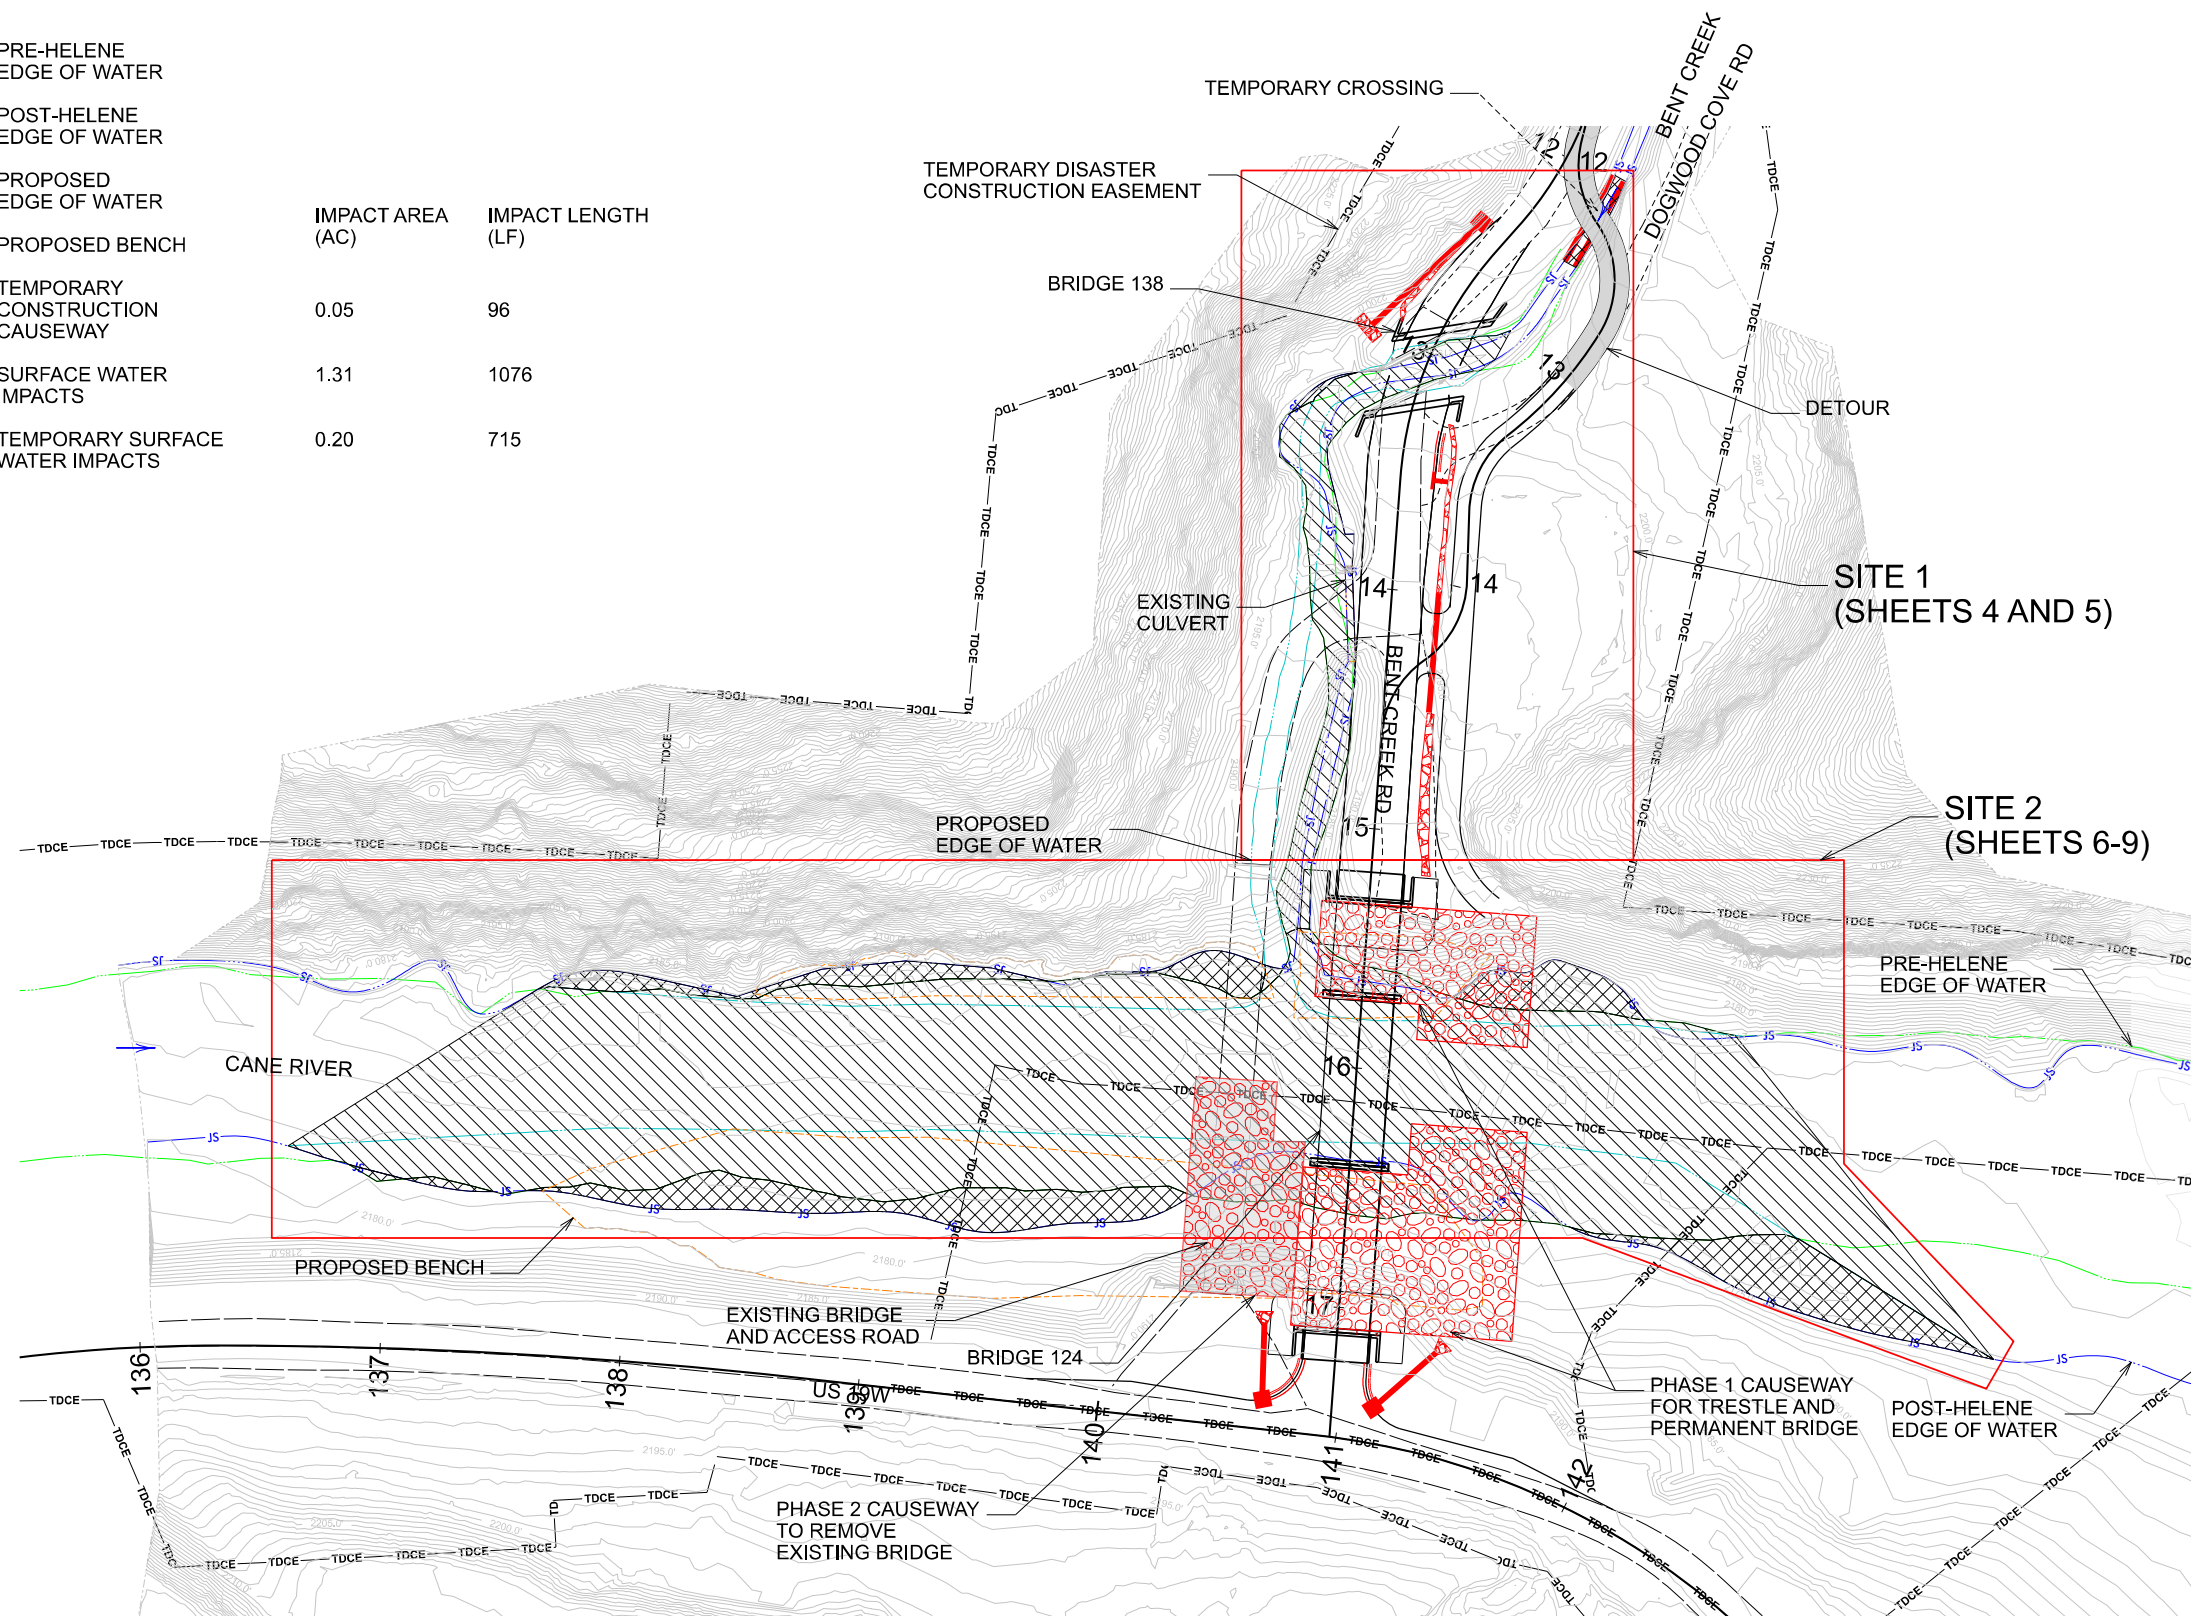 PRE-HELENE
EDGE OF WATER
POST-HELENE
EDGE OF WATER
PROPOSED
EDGE OF WATER
PROPOSED BENCH
IMPACT AREA
(AC)
IMPACT LENGTH
(LF)
TEMPORARY
CONSTRUCTION
CAUSEWAY
0.05
96
SURFACE WATER
IMPACTS
1.31
1076
TEMPORARY SURFACE
WATER IMPACTS
0.20
715
TEMPORARY CROSSING
BENT CREEK
DOGWOOD COVE RD
TEMPORARY DISASTER
CONSTRUCTION EASEMENT
BRIDGE 138
DETOUR
12
12
13
13
SITE 1
(SHEETS 4 AND 5)
EXISTING
CULVERT
14
14
BENT CREEK RD
SITE 2
(SHEETS 6-9)
PROPOSED
EDGE OF WATER
15
PRE-HELENE
EDGE OF WATER
CANE RIVER
16
PROPOSED BENCH
17
EXISTING BRIDGE
AND ACCESS ROAD
BRIDGE 124
136
137
138
US 19W
139
140
141
142
PHASE 1 CAUSEWAY
FOR TRESTLE AND
PERMANENT BRIDGE
POST-HELENE
EDGE OF WATER
PHASE 2 CAUSEWAY
TO REMOVE
EXISTING BRIDGE
TDCE
JS